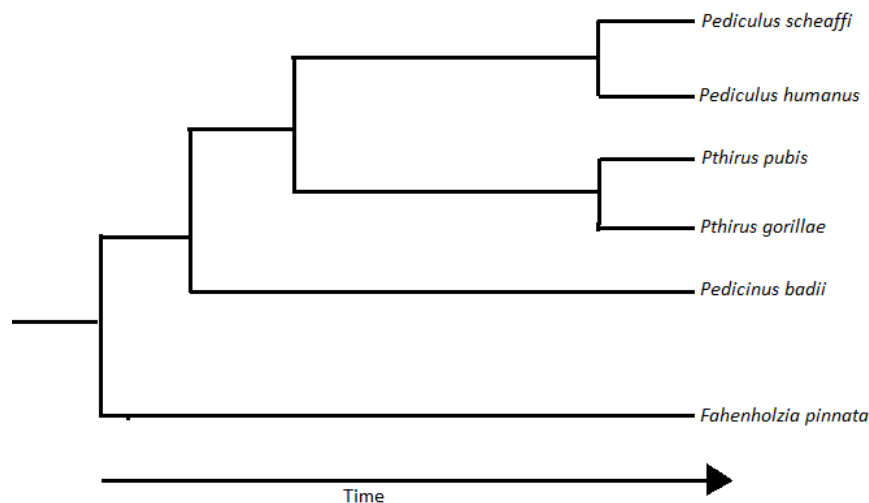 Pediculus scheaffi
Pediculus humanus
Pthirus pubis
Pthirus gorillae
Pedicinus badii
Fahenholzia pinnata
Time